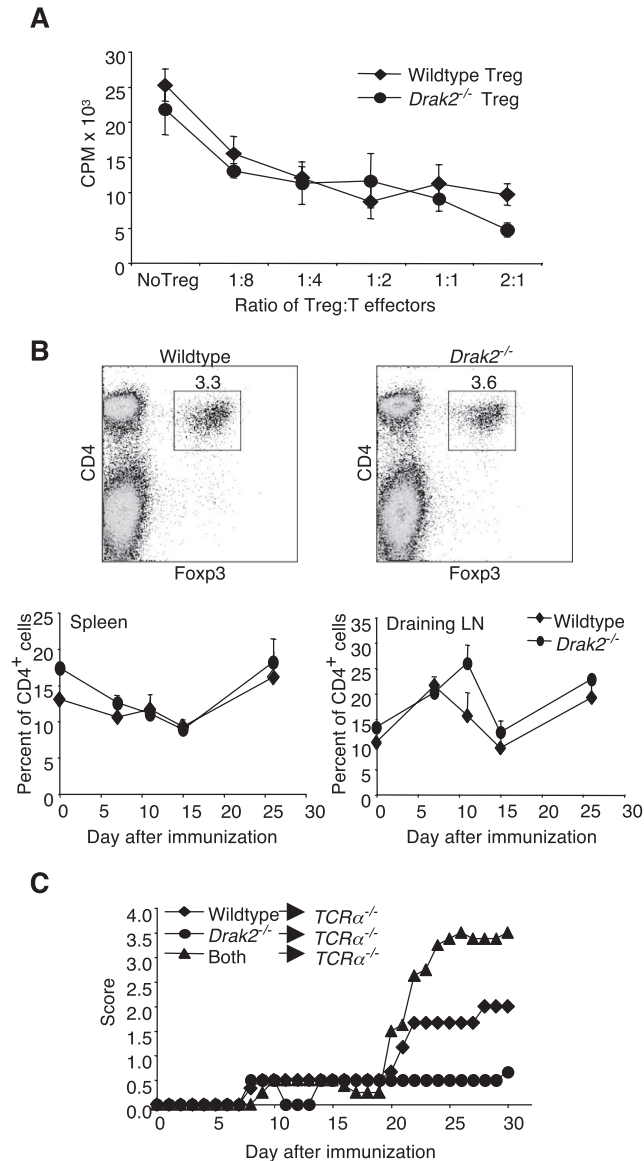 A
30
25
20
15
10
5
0
CPM x 10³
Wildtype Treg
Drak2⁻/⁻ Treg
NoTreg 1:8 1:4 1:2 1:1 2:1
Ratio of Treg:T effectors
B
Wildtype
3.3
CD4
Foxp3
Drak2⁻/⁻
3.6
CD4
Foxp3
Spleen
25
20
15
10
5
0
Percent of CD4⁺ cells
0 5 10 15 20 25 30
Day after immunization
Draining LN
Wildtype
Drak2⁻/⁻
35
30
25
20
15
10
5
0
Percent of CD4⁺ cells
0 5 10 15 20 25 30
Day after immunization
C
Wildtype TCRα⁻/⁻
Drak2⁻/⁻ TCRα⁻/⁻
Both TCRα⁻/⁻
4.0
3.5
3.0
2.5
2.0
1.5
1.0
0.5
0.0
Score
0 5 10 15 20 25 30
Day after immunization